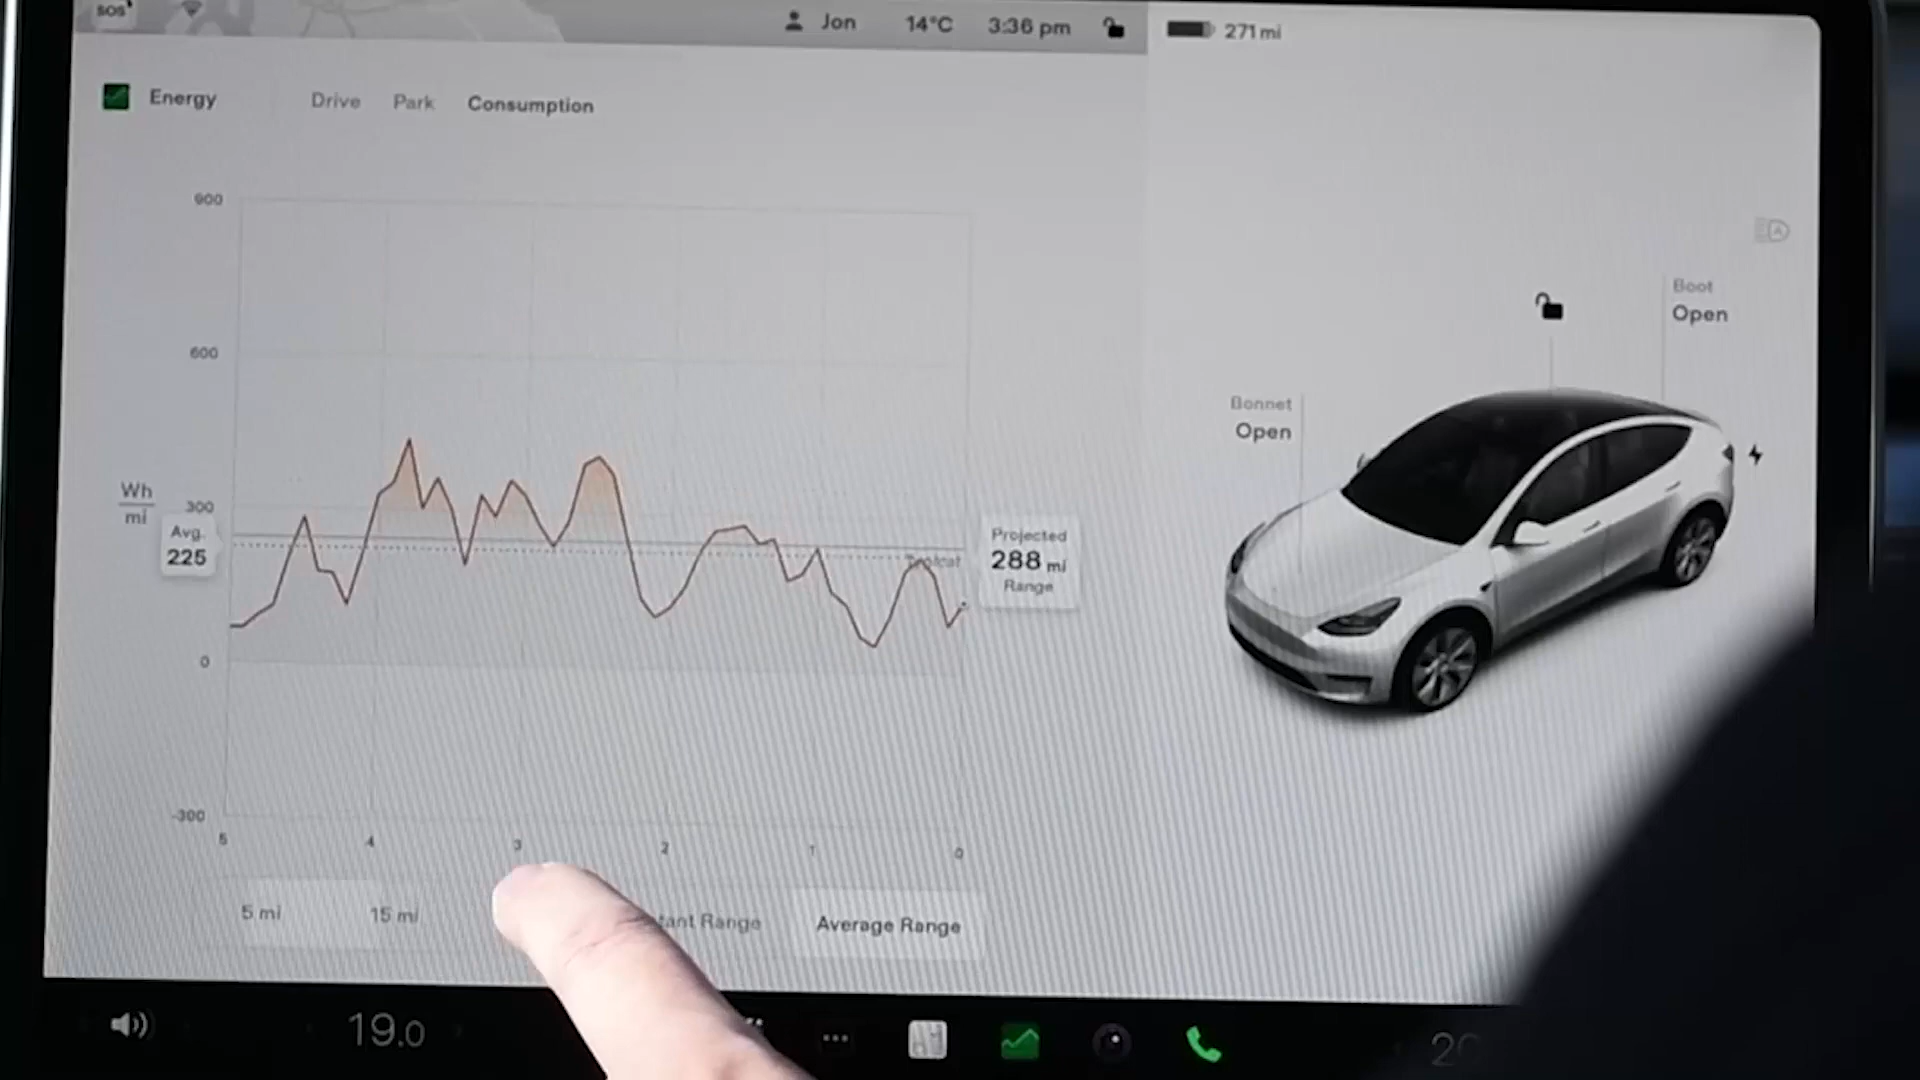 SOS
Jon 14°C 3:36 pm
271 mi
Energy Drive Park Consumption
900
600
Wh
mi
300
Avg.
225
0
-300
5 4 3 2 1 0
Projected
288 mi
Range
5 mi 15 mi
Range Average Range
Boot
Open
Bonnet
Open
19.0